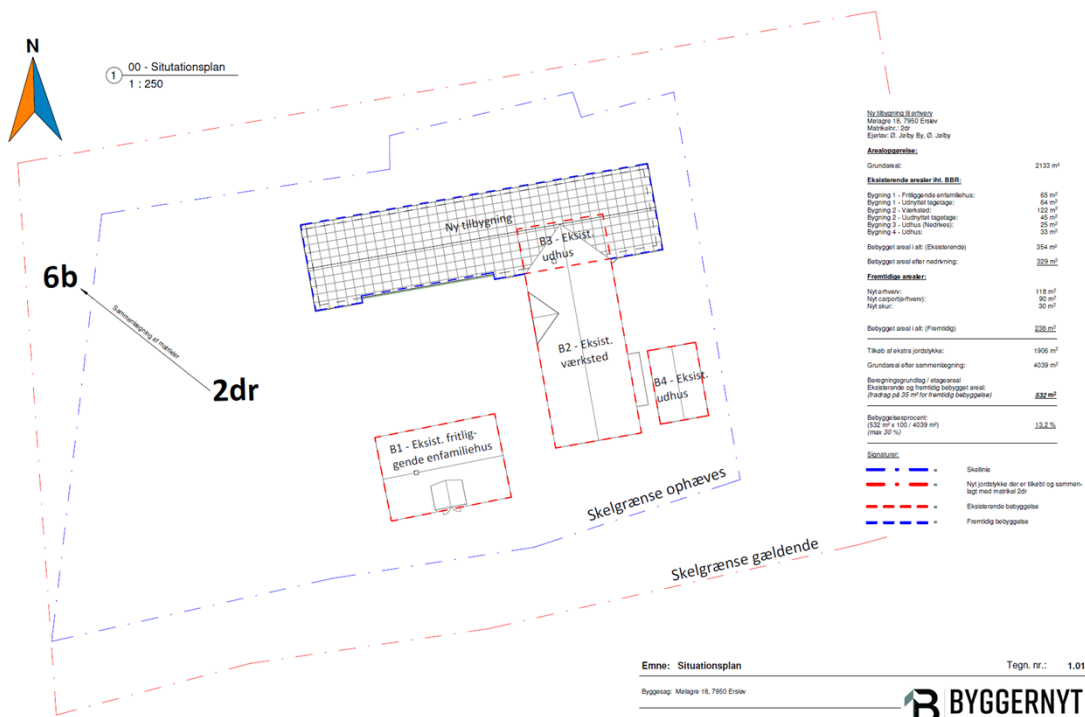 N
1
00 - Situtationsplan
1 : 250
6b
Sammenlægning af matrikler
2dr
Ny tilbygning
B3 - Eksist.
udhus
B2 - Eksist.
værksted
B4 - Eksist.
udhus
B1 - Eksist. fritlig-
gende enfamiliehus
Skelgrænse ophæves
Skelgrænse gældende
Ny tilbygning til erhverv
Mølagre 18, 7950 Erslev
Matrikelnr.: 2dr
Ejerlav: Ø. Jølby By, Ø. Jølby
Arealopgørelse:
Grundareal: 2133 m²
Eksisterende arealer iht. BBR:
Bygning 1 - Fritliggende enfamiliehus: 65 m²
Bygning 1 - Udnyttet tagetage: 64 m²
Bygning 2 - Værksted: 122 m²
Bygning 2 - Uudnyttet tagetage: 45 m²
Bygning 3 - Udhus (Nedrives): 25 m²
Bygning 4 - Udhus: 33 m²
Bebygget areal i alt: (Eksisterende) 354 m²
Bebygget areal efter nedrivning: 329 m²
Fremtidige arealer:
Nyt erhverv: 118 m²
Ny carport(erhverv): 90 m²
Nyt skur: 30 m²
Bebygget areal i alt: (Fremtidig) 238 m²
Tilkøb af ekstra jordstykke: 1906 m²
Grundareal efter sammenlægning: 4039 m²
Beregningsgrundlag / etageareal
Eksisterende og fremtidig bebygget areal:
(fradrag på 35 m² for fremtidig bebyggelse) 532 m²
Bebyggelsesprocent:
(532 m² x 100 / 4039 m²) 13,2 %
(max 30 %)
Signaturer:
= Skellinie
= Nyt jordstykke der er tilkøbt og sammen-
lagt med matrikel 2dr
= Eksisterende bebyggelse
= Fremtidig bebyggelse
Emne: Situationsplan Tegn. nr.: 1.01
Byggesag: Mølagre 18, 7950 Erslev
BYGGERNYT